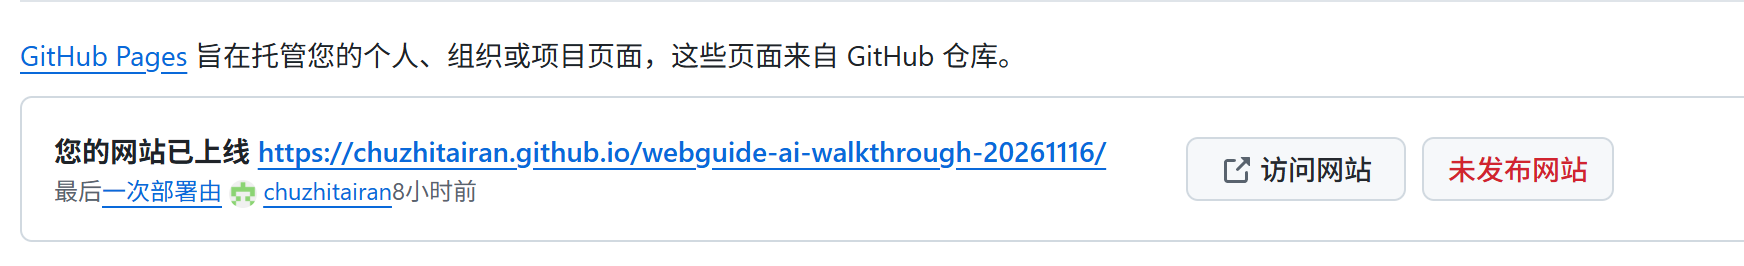 GitHub Pages 旨在托管您的个人、组织或项目页面，这些页面来自 GitHub 仓库。
您的网站已上线 https://chuzhitairan.github.io/webguide-ai-walkthrough-20261116/
最后一次部署由 chuzhitairan8小时前
访问网站
未发布网站